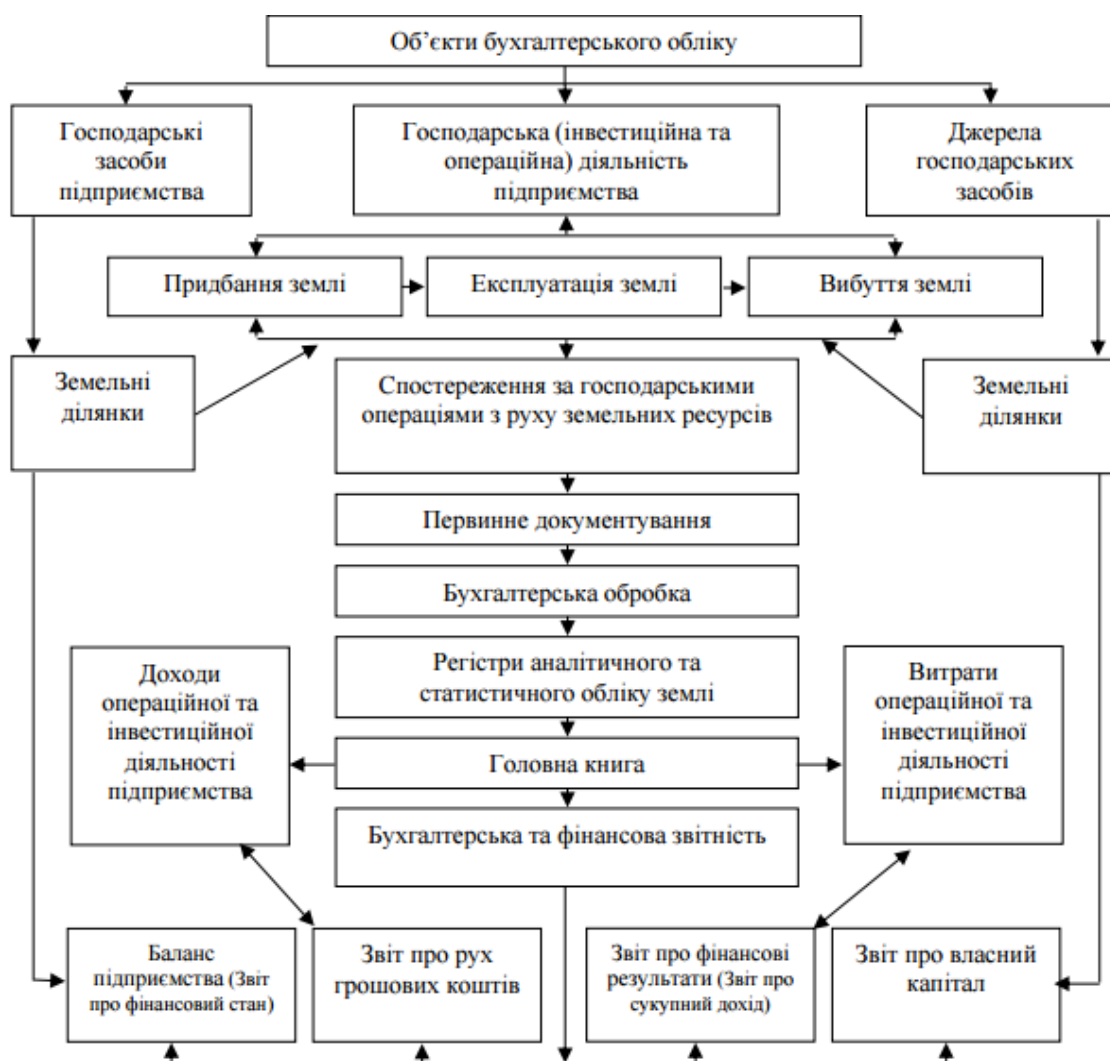 Об’єкти бухгалтерського обліку
Господарські
засоби
підприємства
Господарська (інвестиційна та
операційна) діяльність
підприємства
Джерела
господарських
засобів
Придбання землі
Експлуатація землі
Вибуття землі
Земельні
ділянки
Спостереження за господарськими
операціями з руху земельних ресурсів
Земельні
ділянки
Первинне документування
Бухгалтерська обробка
Регістри аналітичного та
статистичного обліку землі
Доходи
операційної та
інвестиційної
діяльності
підприємства
Витрати
операційної та
інвестиційної
діяльності
підприємства
Головна книга
Бухгалтерська та фінансова звітність
Баланс
підприємства (Звіт
про фінансовий стан)
Звіт про рух
грошових коштів
Звіт про фінансові
результати (Звіт про
сукупний дохід)
Звіт про власний
капітал